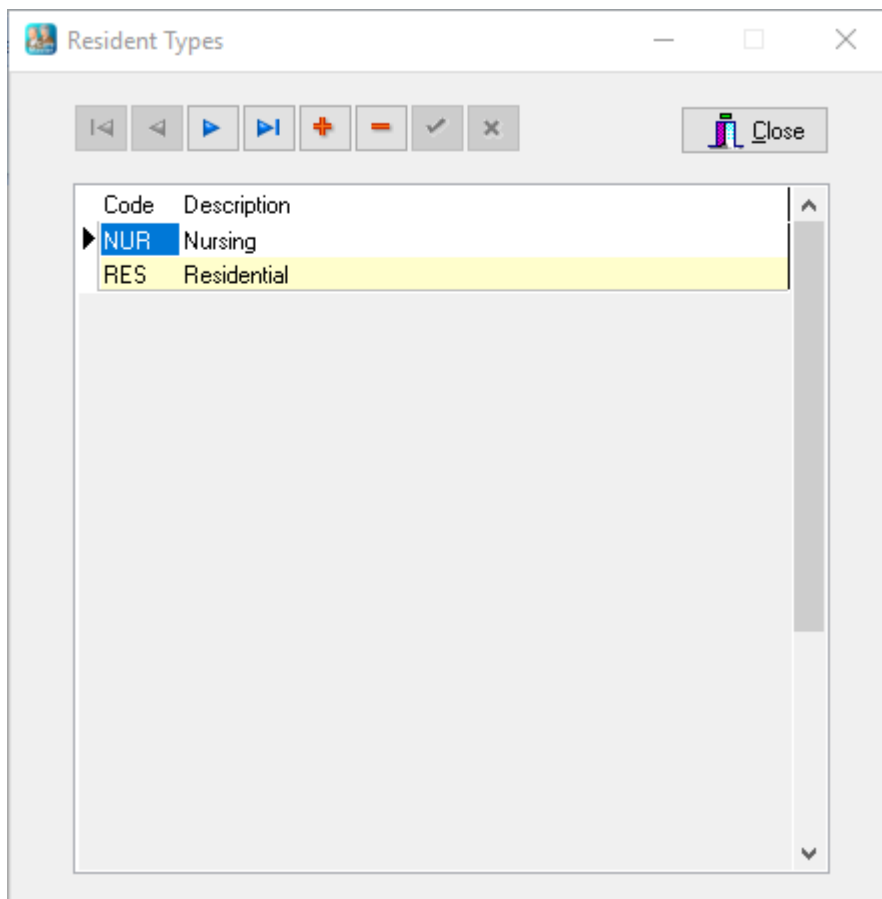 Resident Types
Close
Code Description
NUR Nursing
RES Residential